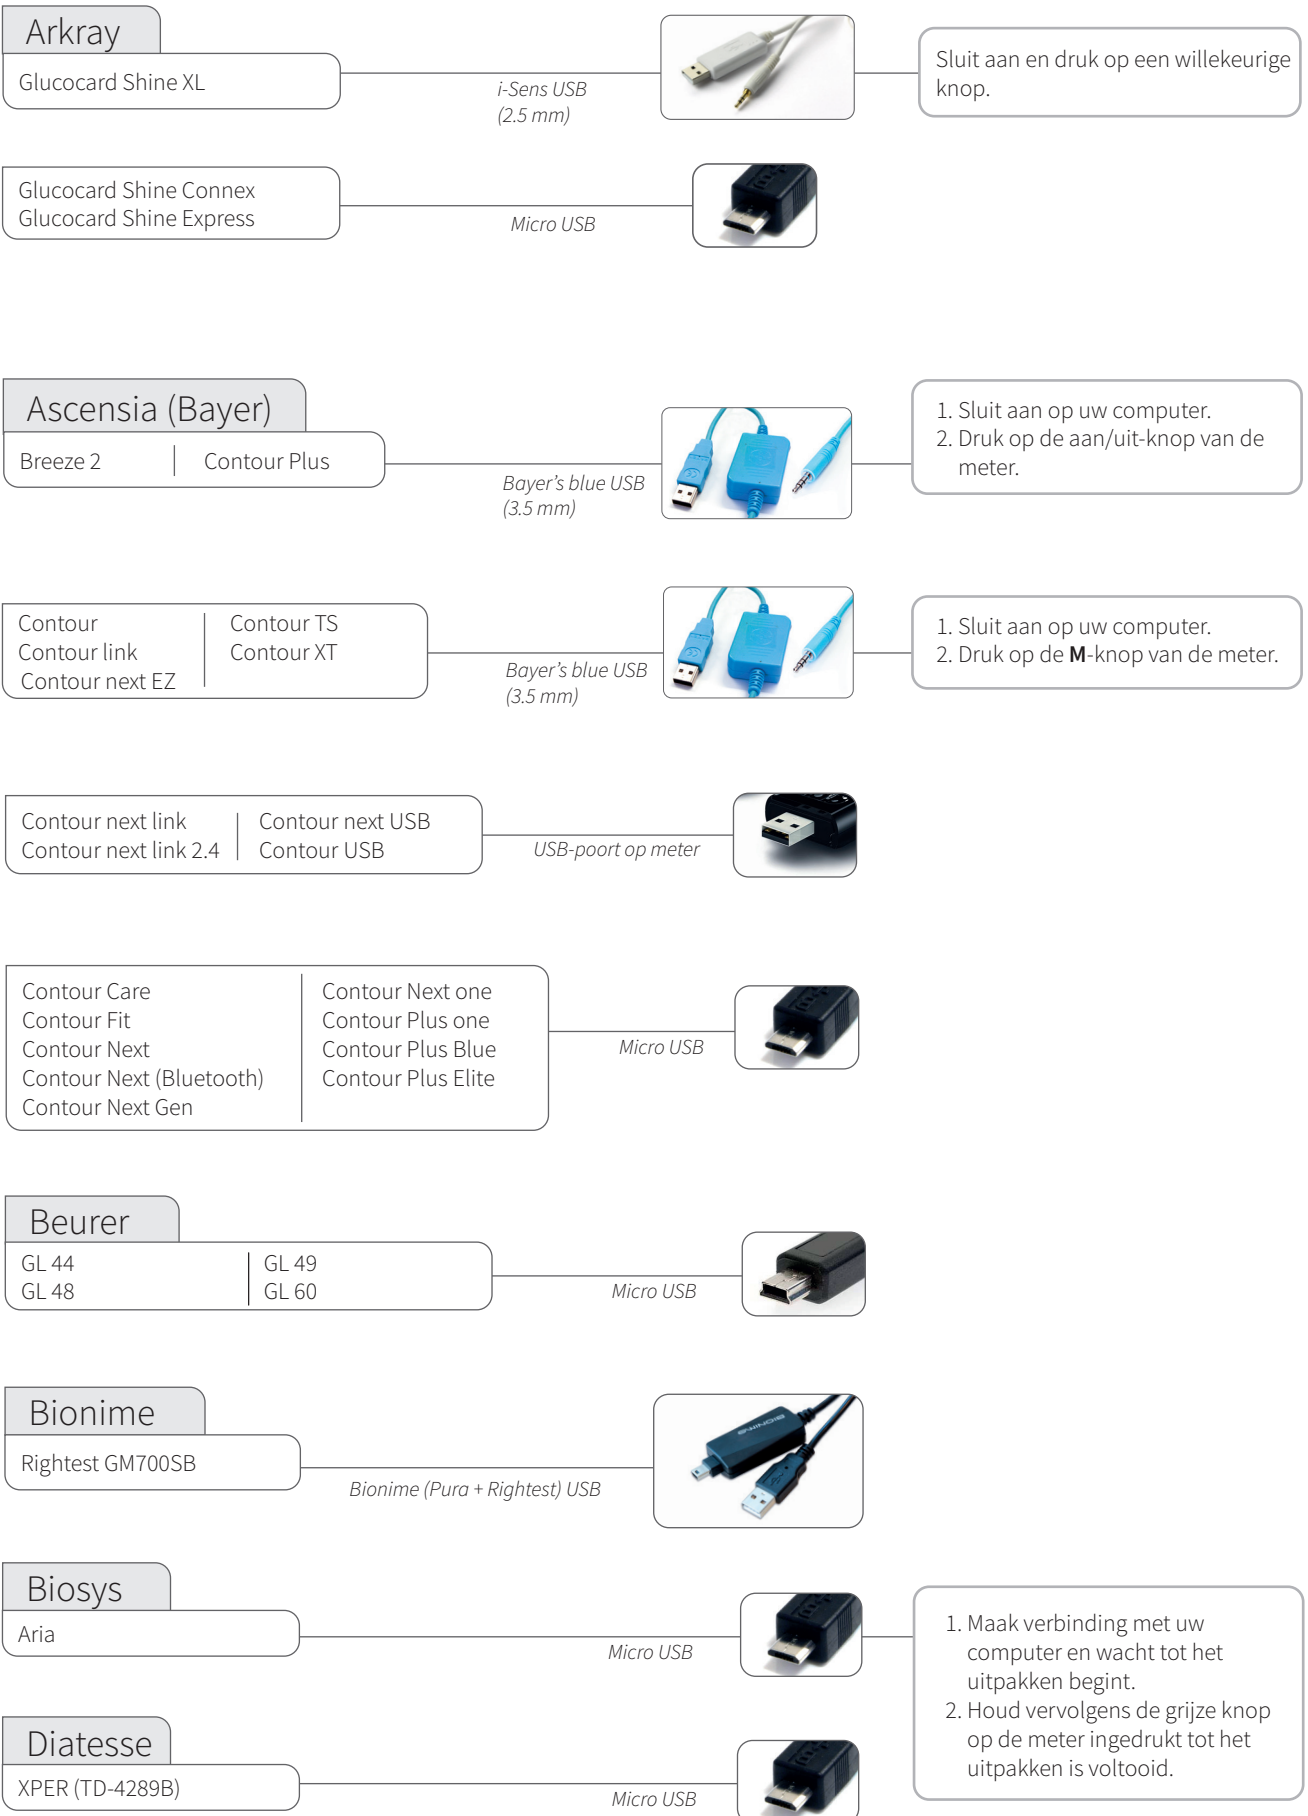 Arkray
Glucocard Shine XL
i-Sens USB
(2.5 mm)
Sluit aan en druk op een willekeurige
knop.
Glucocard Shine Connex
Glucocard Shine Express
Micro USB
Ascensia (Bayer)
Breeze 2
Contour Plus
Bayer’s blue USB
(3.5 mm)
1. Sluit aan op uw computer.
2. Druk op de aan/uit-knop van de
meter.
Contour
Contour link
Contour next EZ
Contour TS
Contour XT
Bayer’s blue USB
(3.5 mm)
1. Sluit aan op uw computer.
2. Druk op de M-knop van de meter.
Contour next link
Contour next link 2.4
Contour next USB
Contour USB
USB-poort op meter
Contour Care
Contour Fit
Contour Next
Contour Next (Bluetooth)
Contour Next Gen
Contour Next one
Contour Plus one
Contour Plus Blue
Contour Plus Elite
Micro USB
Beurer
GL 44
GL 48
GL 49
GL 60
Micro USB
Bionime
Rightest GM700SB
Bionime (Pura + Rightest) USB
BIONIME
Biosys
Aria
Micro USB
1. Maak verbinding met uw
computer en wacht tot het
uitpakken begint.
2. Houd vervolgens de grijze knop
op de meter ingedrukt tot het
uitpakken is voltooid.
Diatesse
XPER (TD-4289B)
Micro USB